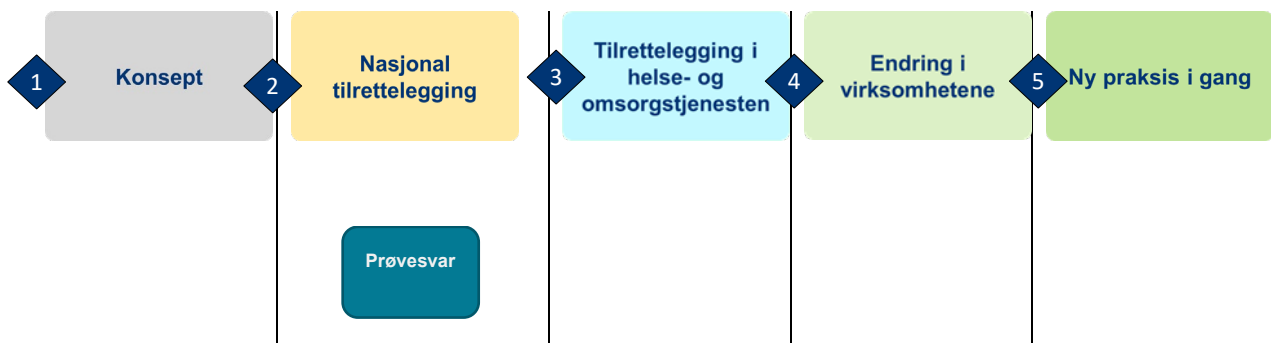 1
Konsept
2
Nasjonal
tilrettelegging
3
Tilrettelegging i
helse- og
omsorgstjenesten
4
Endring i
virksomhetene
5
Ny praksis i gang
Prøvesvar